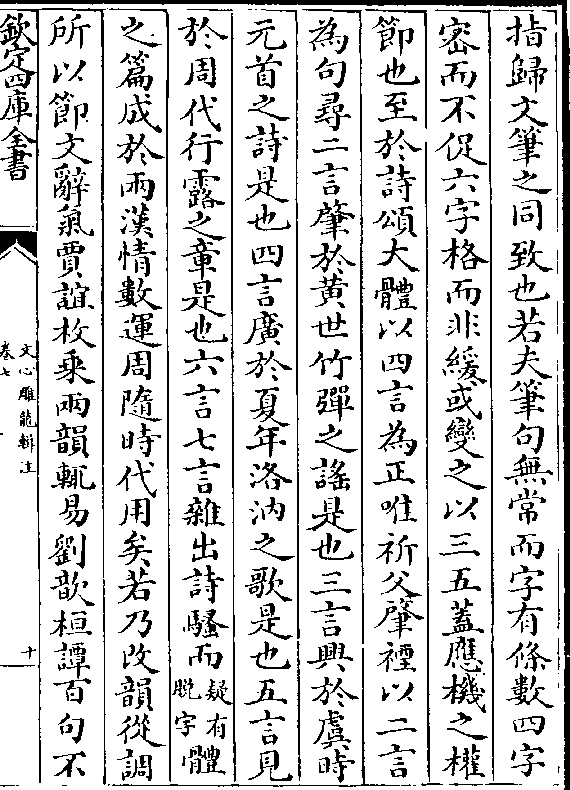 指歸文筆之同致也若夫筆句無常而字有條數四字
密而不促六字格而非緩或變之以三五蓋應機之權
節也至於詩頌大體以四言為正唯祈父肇禋以二言
為句尋二言肇於黃世竹彈之謠是也三言興於虞時
元首之詩是也四言廣於夏年洛汭之歌是也五言見
於周代行露之章是也六言七言雜出詩騷而疑有脫字體
之篇成於兩漢情數運周隨時代用矣若乃改韻從調
所以節文辭氣賈誼枚乘兩韻輒易劉歆桓譚百句不
欽定四庫全書
文心雕龍輯注
卷七
十